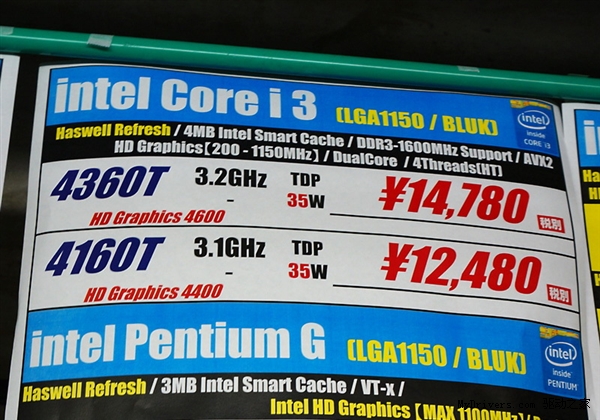 intel Core i 3 (LGA1150 / BLUK)
intel inside CORE i3
Haswell Refresh / 4MB Intel Smart Cache / DDR3-1600MHz Support / AVX2
HD Graphics【200 - 1150MHz】 / DualCore / 4Threads(HT)
4360T 3.2GHz - TDP 35W ¥14,780 税別
HD Graphics 4600
4160T 3.1GHz - TDP 35W ¥12,480 税別
HD Graphics 4400
intel Pentium G (LGA1150 / BLUK)
intel inside PENTIUM
Haswell Refresh / 3MB Intel Smart Cache / VT-x /
Intel HD Graphics【MAX 1100MHz】